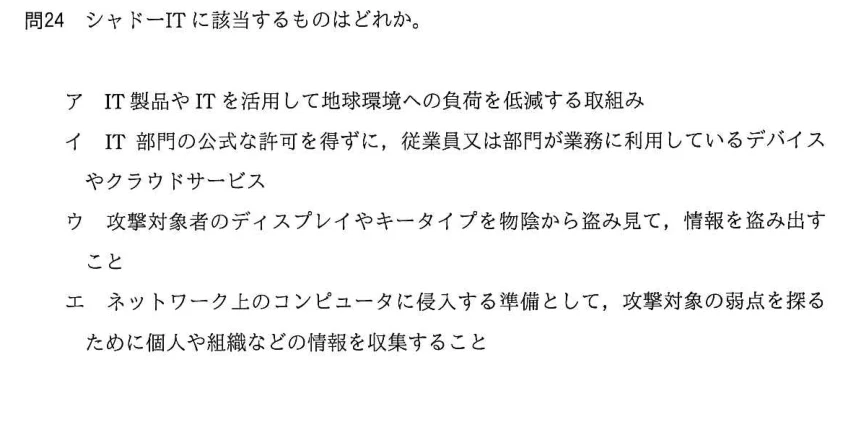 問24 シャドーIT に該当するものはどれか。
ア IT 製品や IT を活用して地球環境への負荷を低減する取組み
イ IT 部門の公式な許可を得ずに，従業員又は部門が業務に利用しているデバイス
やクラウドサービス
ウ 攻撃対象者のディスプレイやキータイプを物陰から盗み見て，情報を盗み出す
こと
エ ネットワーク上のコンピュータに侵入する準備として，攻撃対象の弱点を探る
ために個人や組織などの情報を収集すること